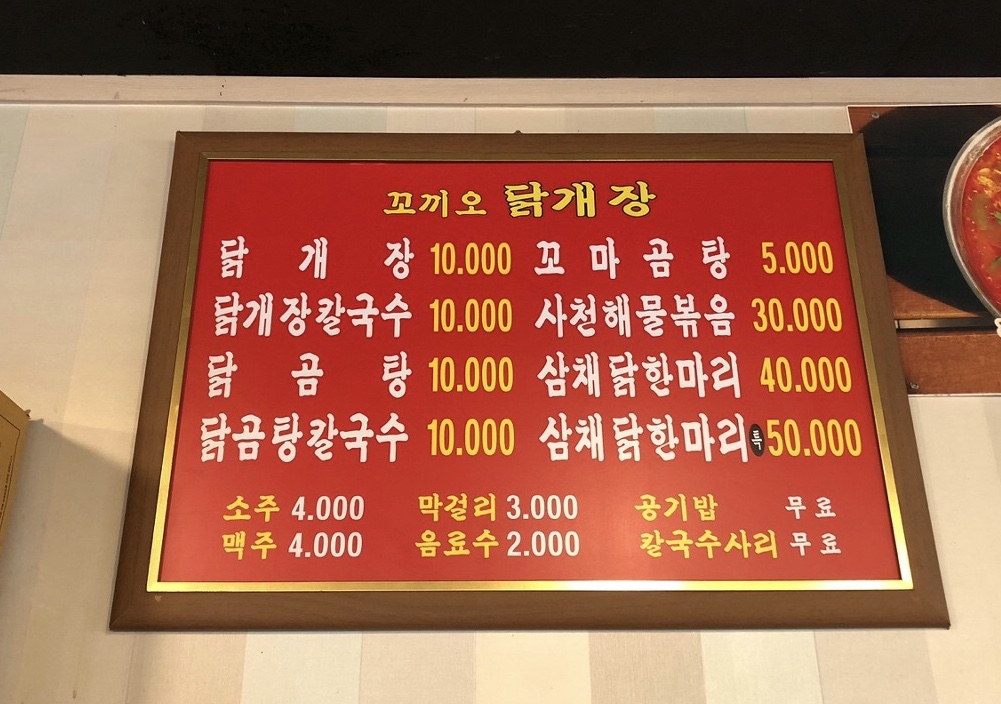 꼬끼오 닭개장
닭 개 장 10.000 꼬 마 곰 탕 5.000
닭개장칼국수 10.000 사천해물볶음 30.000
닭 곰 탕 10.000 삼채닭한마리 40.000
닭곰탕칼국수 10.000 삼채닭한마리 특 50.000
소주 4.000 막걸리 3.000 공기밥 무료
맥주 4.000 음료수 2.000 칼국수사리 무료